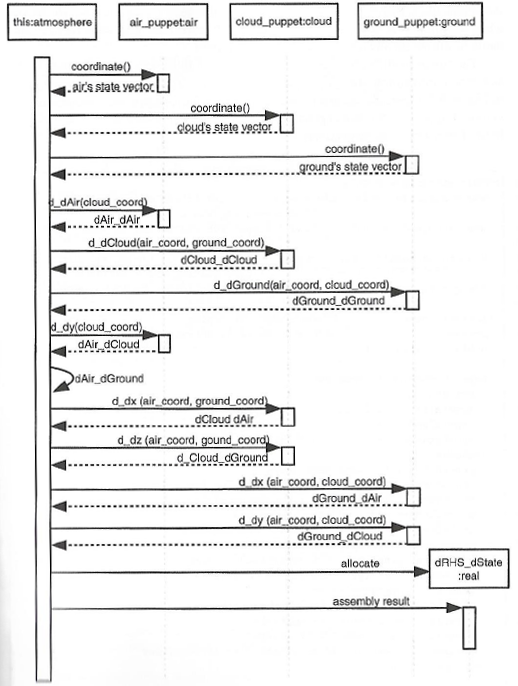 this:atmosphere
air_puppet:air
cloud_puppet:cloud
ground_puppet:ground
coordinate()
air's state vector
coordinate()
cloud's state vector
coordinate()
ground's state vector
d_dAir(cloud_coord)
dAir_dAir
d_dCloud(air_coord, ground_coord)
dCloud_dCloud
d_dGround(air_coord, cloud_coord)
dGround_dGround
d_dy(cloud_coord)
dAir_dCloud
dAir_dGround
d_dx (air_coord, ground_coord)
dCloud dAir
d_dz (air_coord, gound_coord)
d_Cloud_dGround
d_dx (air_coord, cloud_coord)
dGround_dAir
d_dy (air_coord, cloud_coord)
dGround_dCloud
allocate
dRHS_dState
:real
assembly result